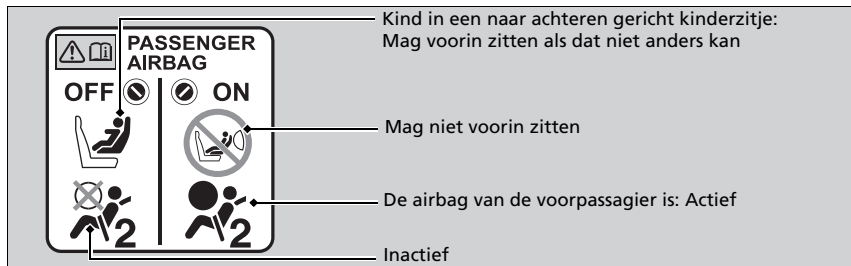 PASSENGER
AIRBAG
OFF ON
2 2
Kind in een naar achteren gericht kinderzitje:
Mag voorin zitten als dat niet anders kan
Mag niet voorin zitten
De airbag van de voorpassagier is: Actief
Inactief